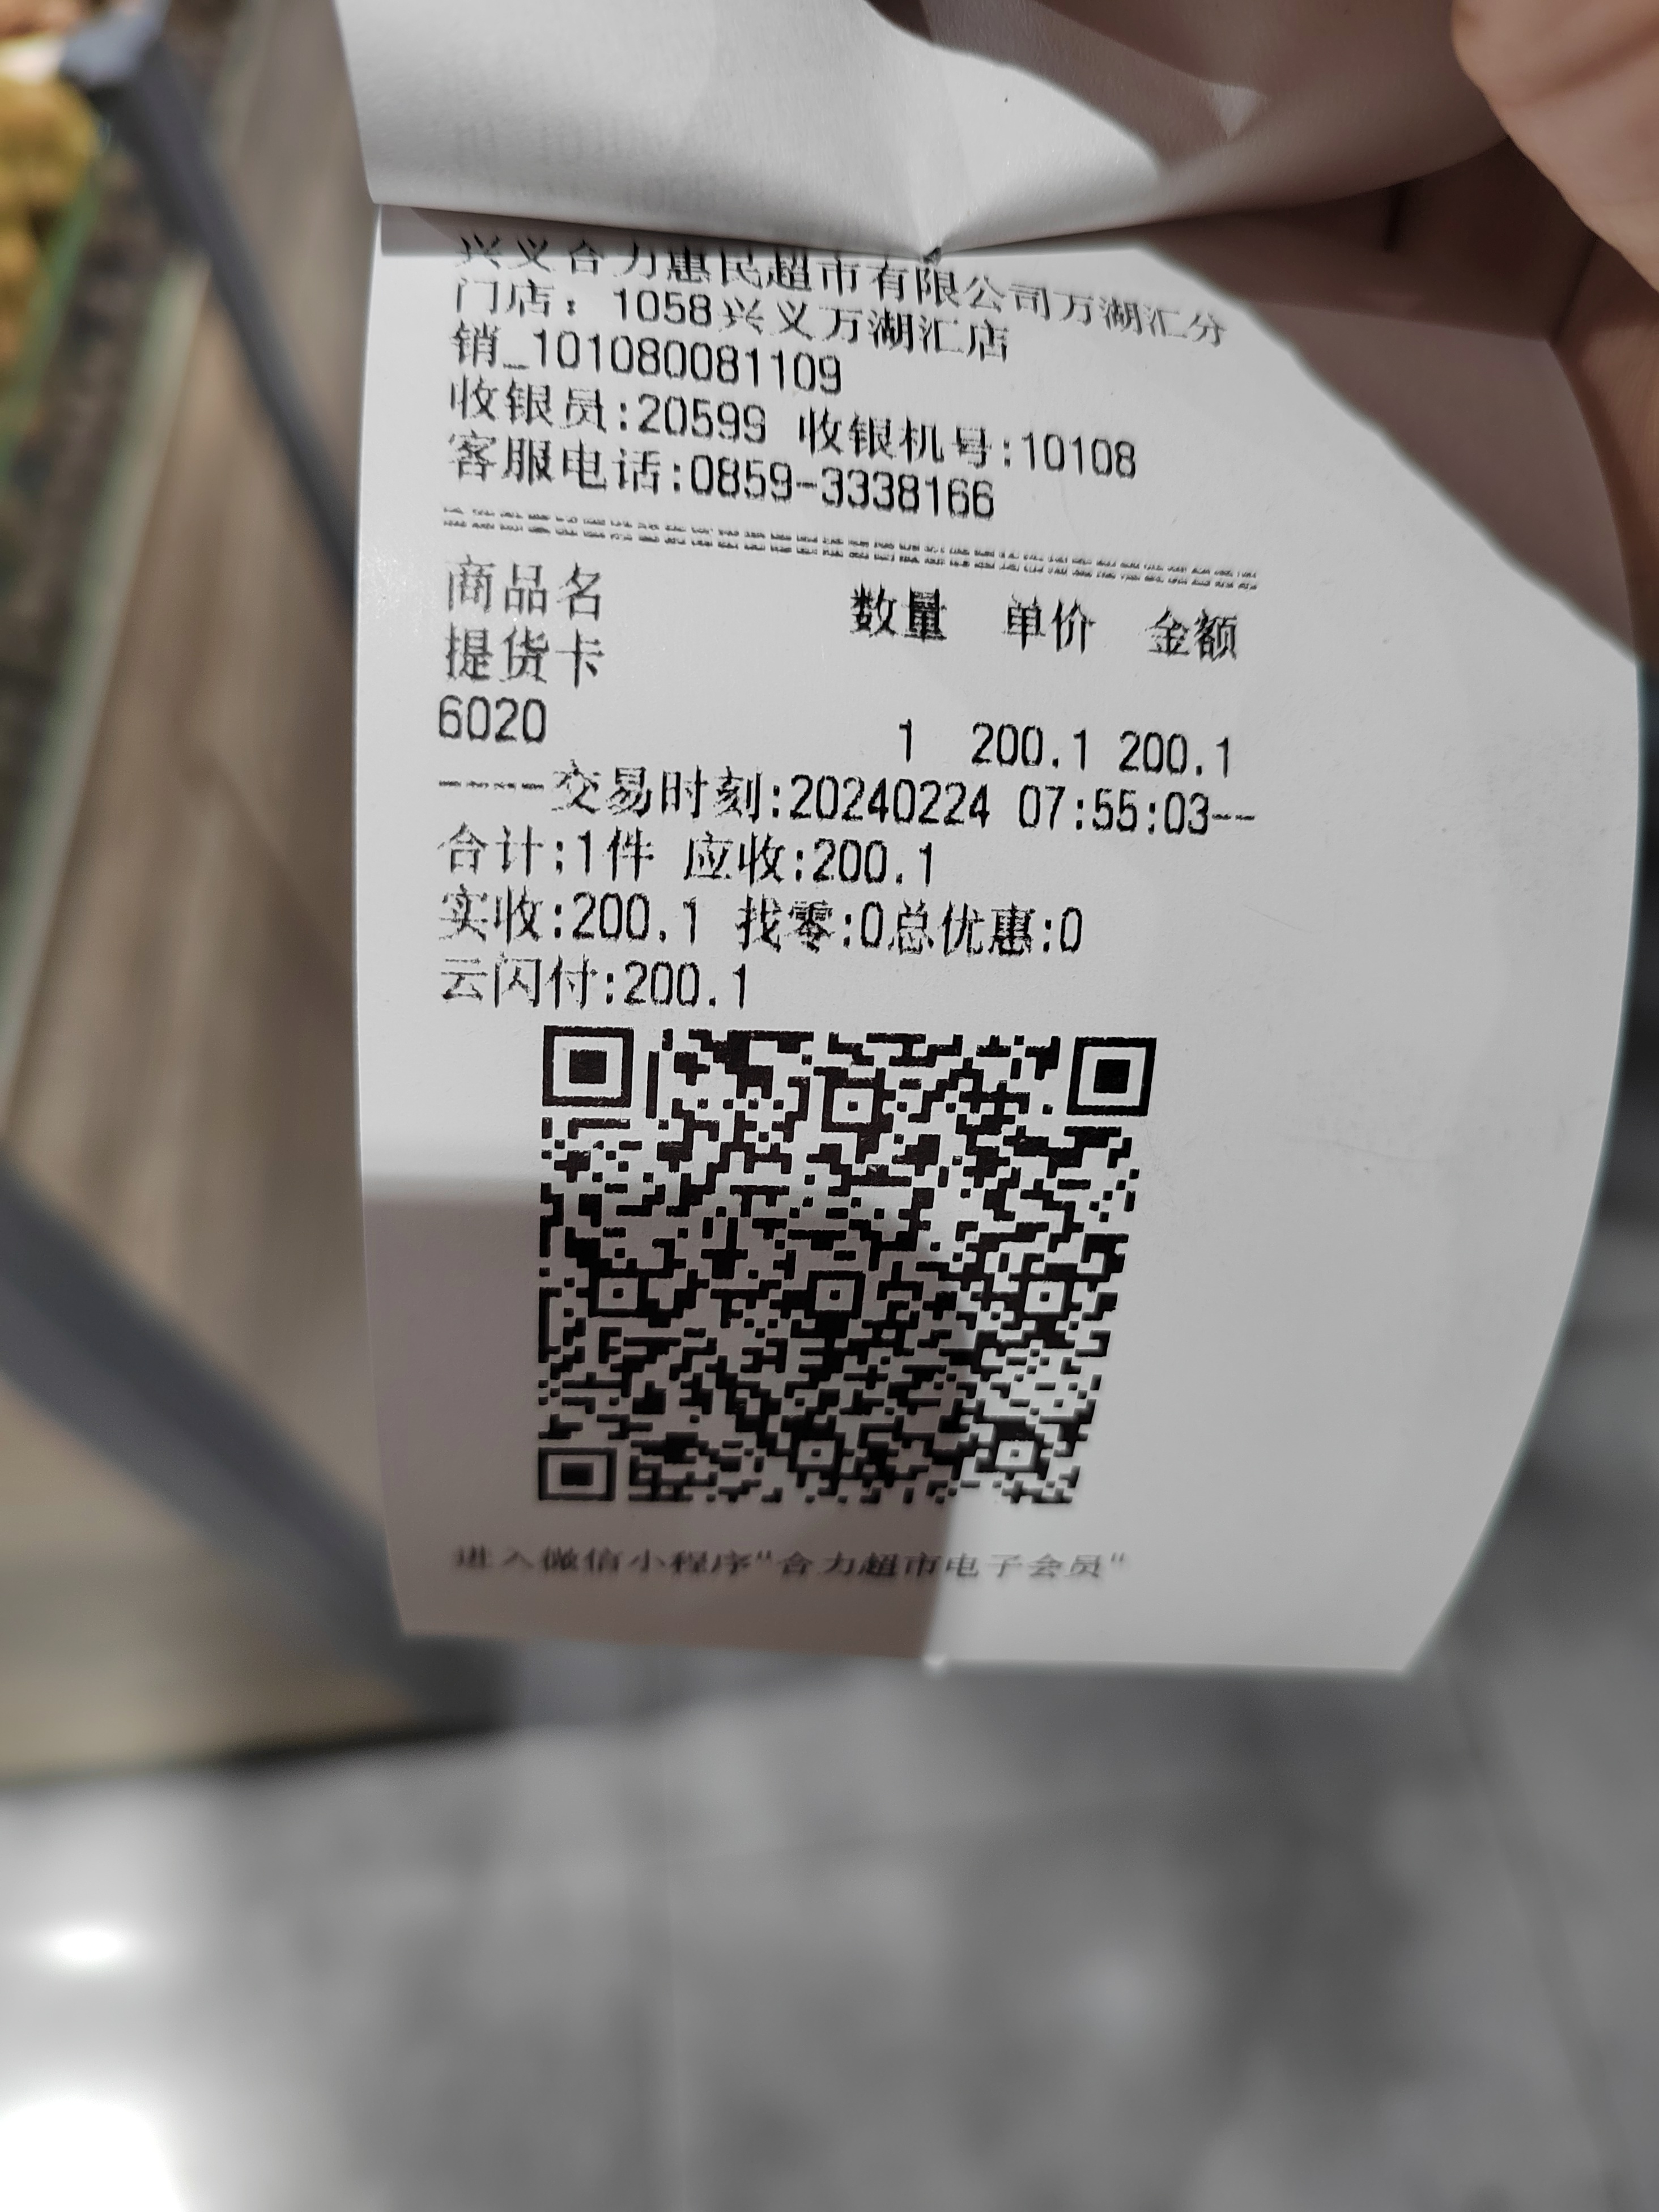 兴义合力惠民超市有限公司万湖汇分
门店：1058兴义万湖汇店
销_101080081109
收银员:20599 收银机号:10108
客服电话:0859-3338166
商品名 数量 单价 金额
提货卡
6020 1 200.1 200.1
----交易时刻:20240224 07:55:03--
合计:1件 应收:200.1
实收:200.1 找零:0总优惠:0
云闪付:200.1
进入微信小程序"合力超市电子会员"